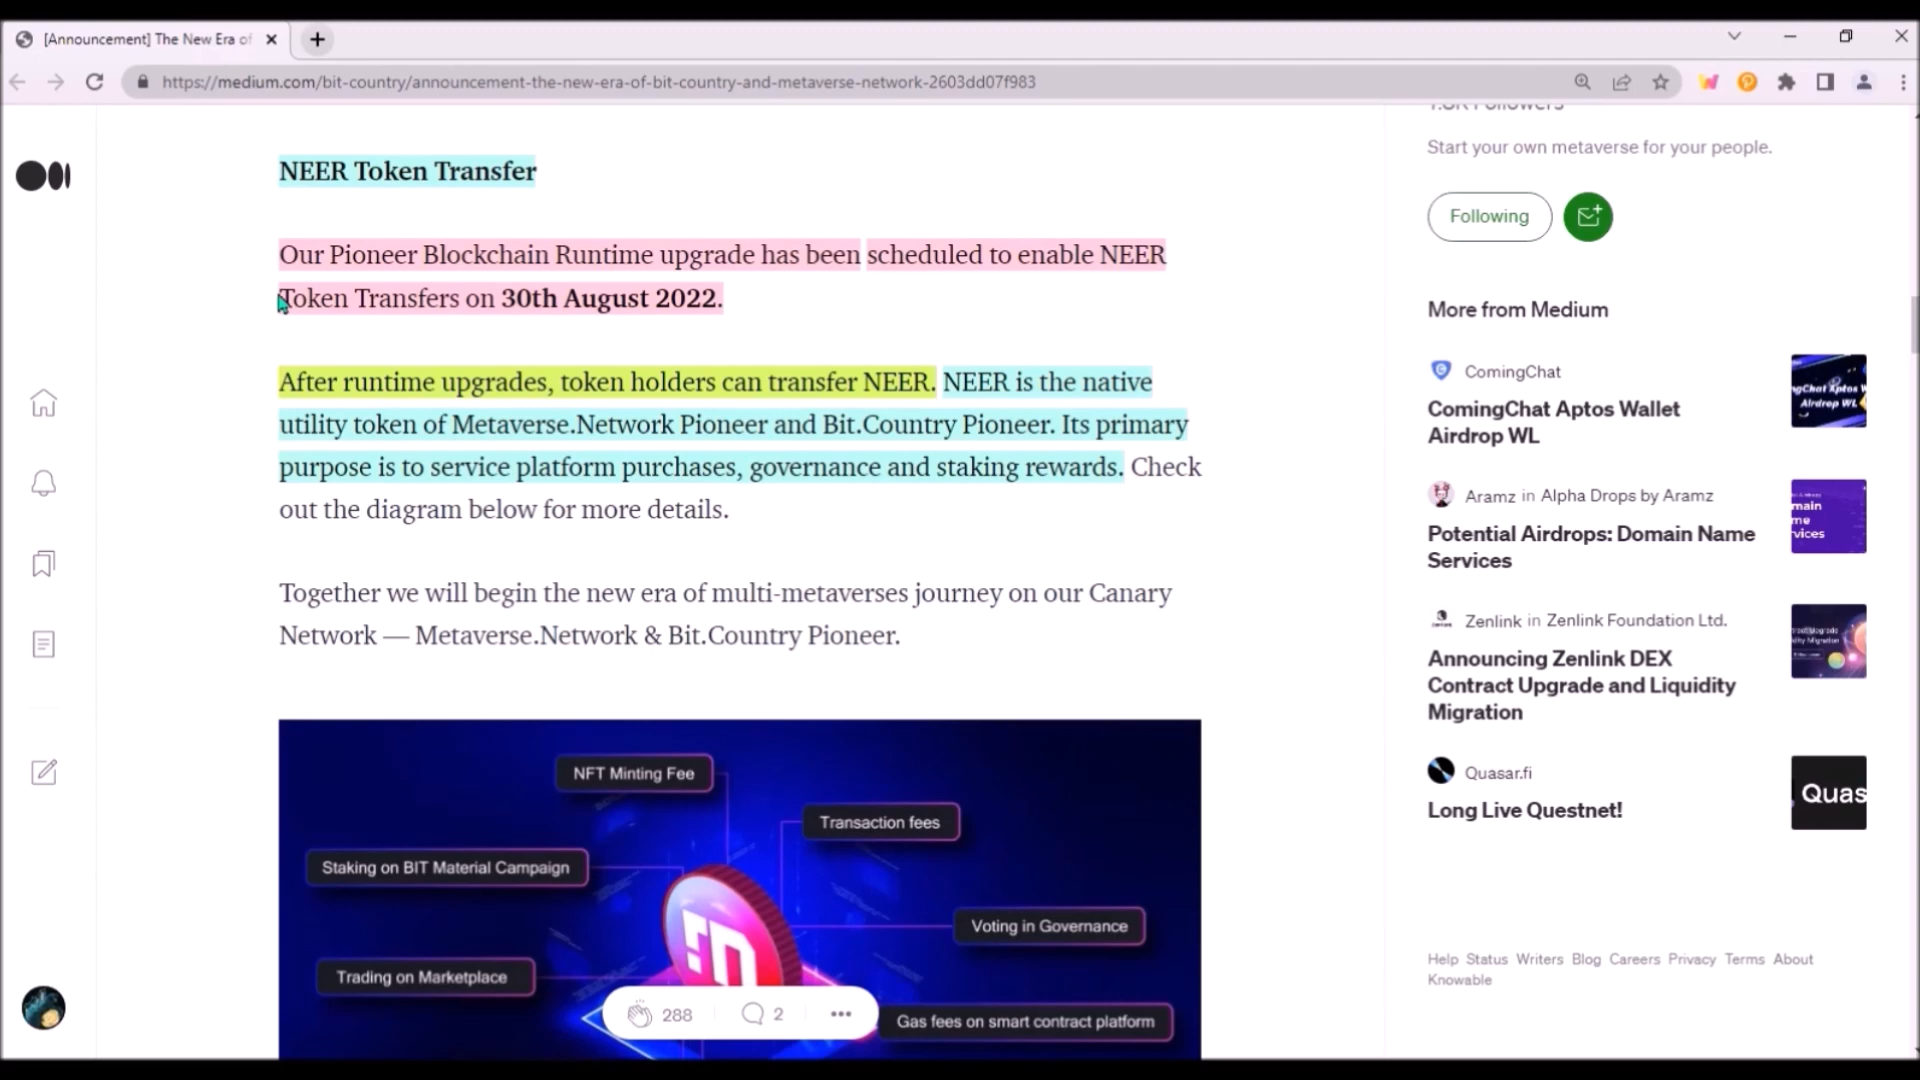 [Announcement] The New Era of
https://medium.com/bit-country/announcement-the-new-era-of-bit-country-and-metaverse-network-2603dd07f983
NEER Token Transfer
Our Pioneer Blockchain Runtime upgrade has been scheduled to enable NEER
Token Transfers on 30th August 2022.
After runtime upgrades, token holders can transfer NEER. NEER is the native
utility token of Metaverse.Network Pioneer and Bit.Country Pioneer. Its primary
purpose is to service platform purchases, governance and staking rewards. Check
out the diagram below for more details.
Together we will begin the new era of multi-metaverses journey on our Canary
Network — Metaverse.Network & Bit.Country Pioneer.
NFT Minting Fee
Transaction fees
Staking on BIT Material Campaign
Voting in Governance
Trading on Marketplace
Gas fees on smart contract platform
288
2
Followers
Start your own metaverse for your people.
Following
More from Medium
ComingChat
ComingChat Aptos Wallet
Airdrop WL
Aramz in Alpha Drops by Aramz
Potential Airdrops: Domain Name
Services
Zenlink in Zenlink Foundation Ltd.
Announcing Zenlink DEX
Contract Upgrade and Liquidity
Migration
Quasar.fi
Long Live Questnet!
Quas
Help Status Writers Blog Careers Privacy Terms About
Knowable